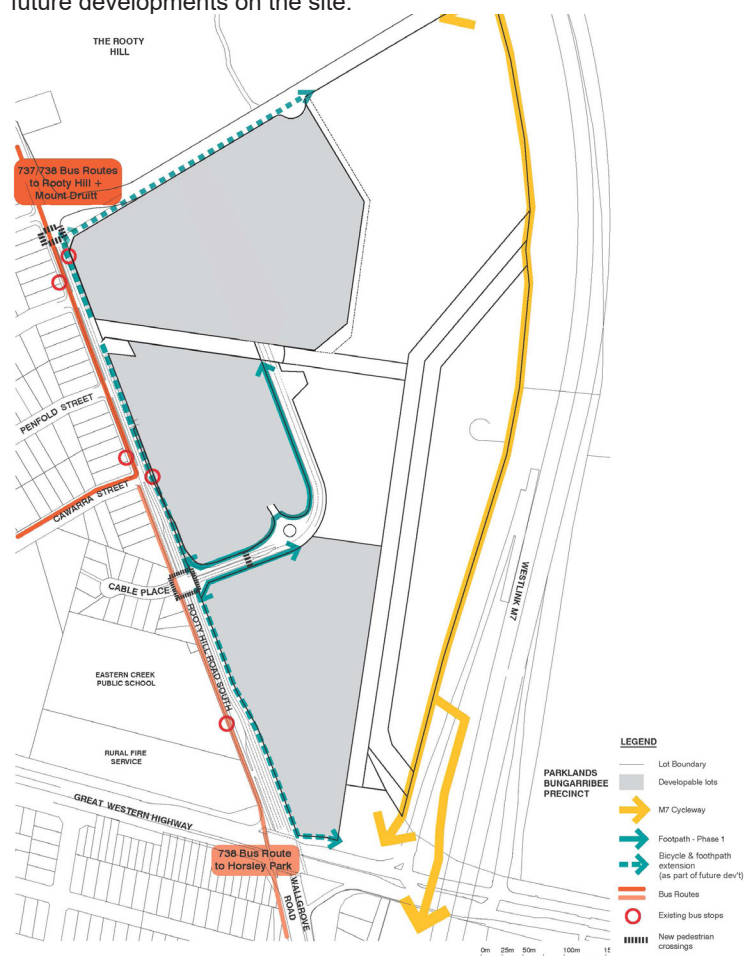 future developments on the site.
THE ROOTY
HILL
737/738 Bus Routes
to Rooty Hill +
Mount Druitt
PENFOLD STREET
CAWARRA STREET
CABLE PLACE
ROOTY HILL ROAD SOUTH
EASTERN CREEK
PUBLIC SCHOOL
RURAL FIRE
SERVICE
GREAT WESTERN HIGHWAY
738 Bus Route
to Horsley Park
WALLGROVE
ROAD
WESTLINK M7
PARKLANDS
BUNGARRIBEE
PRECINCT
LEGEND
Lot Boundary
Developable lots
M7 Cycleway
Footpath - Phase 1
Bicycle & foothpath
extension
(as part of future dev't)
Bus Routes
Existing bus stops
New pedestrian
crossings
0m 25m 50m 100m 15